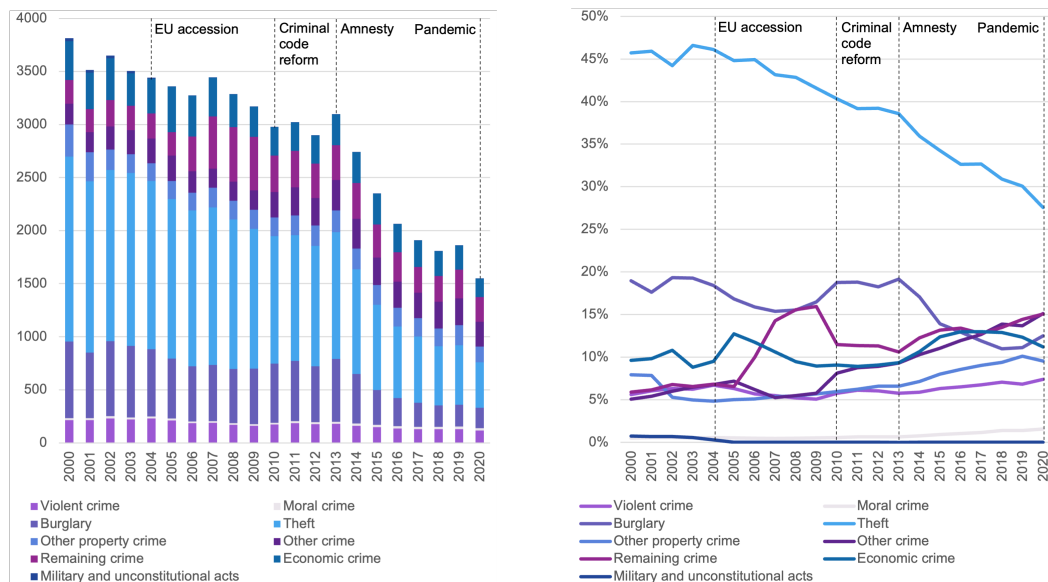 4000
3500
3000
2500
2000
1500
1000
500
0
EU accession
Criminal
code
reform
Amnesty
Pandemic
2000
2001
2002
2003
2004
2005
2006
2007
2008
2009
2010
2011
2012
2013
2014
2015
2016
2017
2018
2019
2020
Violent crime
Moral crime
Burglary
Theft
Other property crime
Other crime
Remaining crime
Economic crime
Military and unconstitutional acts
50%
45%
40%
35%
30%
25%
20%
15%
10%
5%
0%
EU accession
Criminal
code
reform
Amnesty
Pandemic
2000
2001
2002
2003
2004
2005
2006
2007
2008
2009
2010
2011
2012
2013
2014
2015
2016
2017
2018
2019
2020
Violent crime
Moral crime
Burglary
Theft
Other property crime
Other crime
Remaining crime
Economic crime
Military and unconstitutional acts